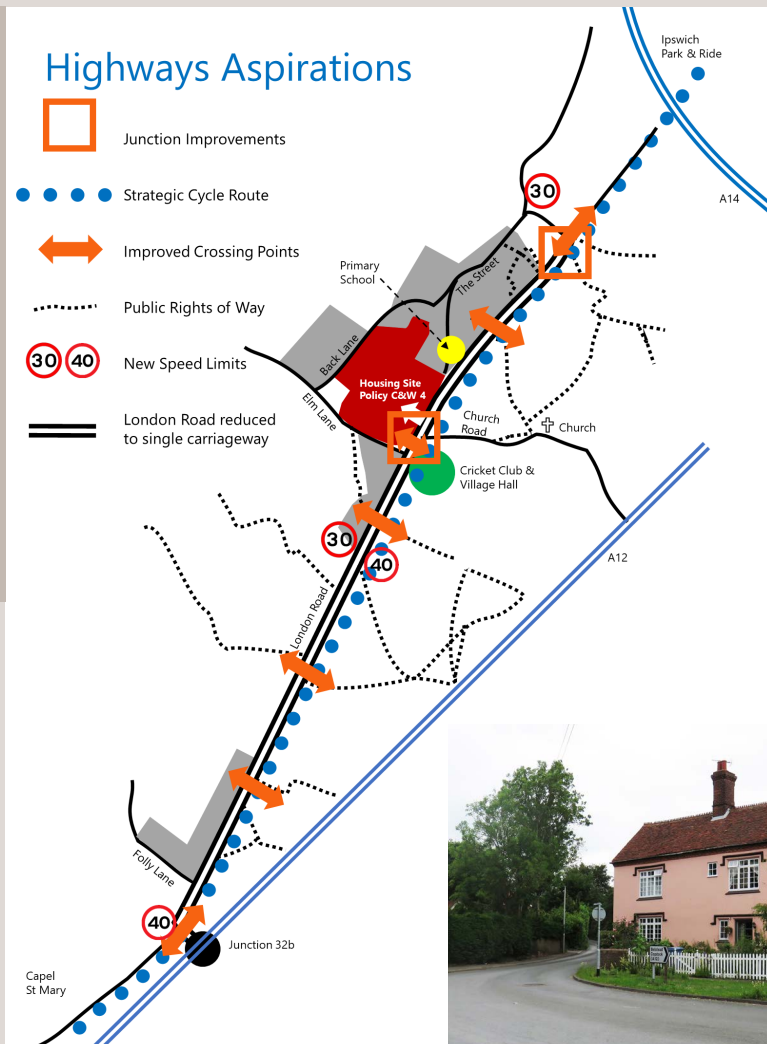 Highways Aspirations
Junction Improvements
Strategic Cycle Route
Improved Crossing Points
Public Rights of Way
30 40
New Speed Limits
London Road reduced
to single carriageway
Ipswich
Park & Ride
A14
30
Primary
School
The Street
Back Lane
Housing Site
Policy C&W 4
Elm Lane
Church
Road
Church
Cricket Club &
Village Hall
30
40
A12
London Road
Folly Lane
40
Junction 32b
Capel
St Mary